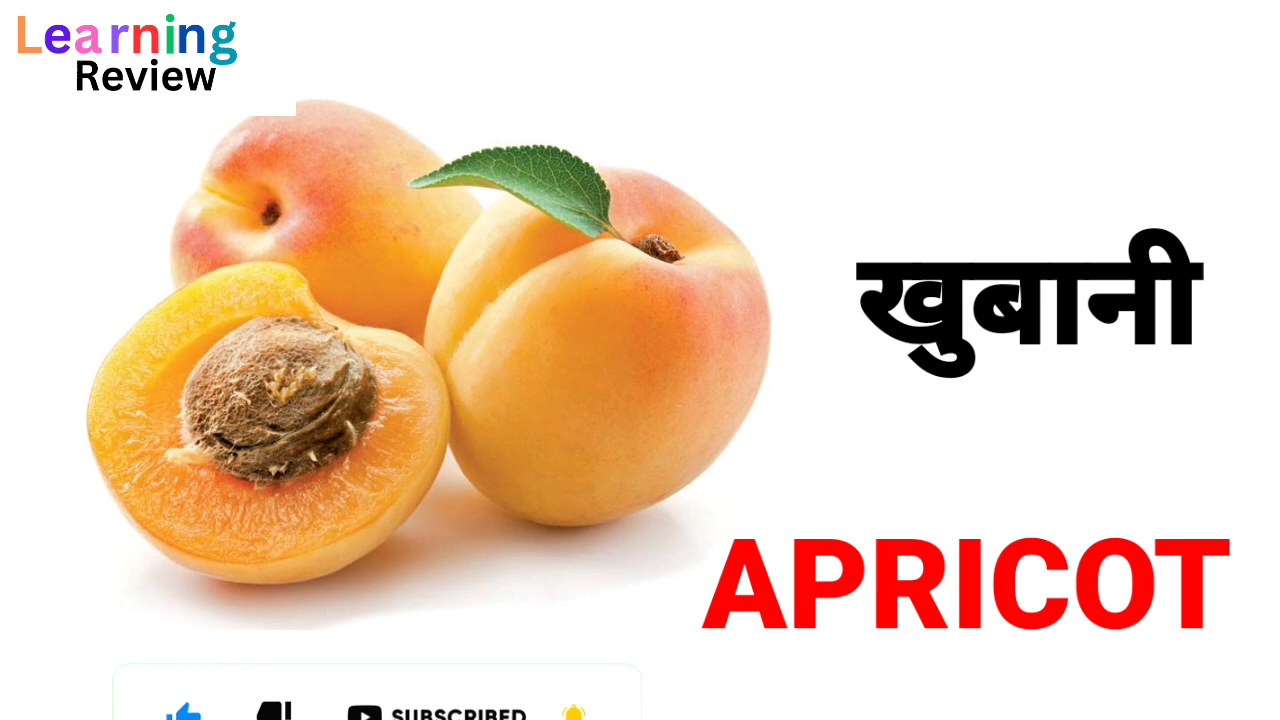 Learning
Review
खुबानी
APRICOT
SUBSCRIBED